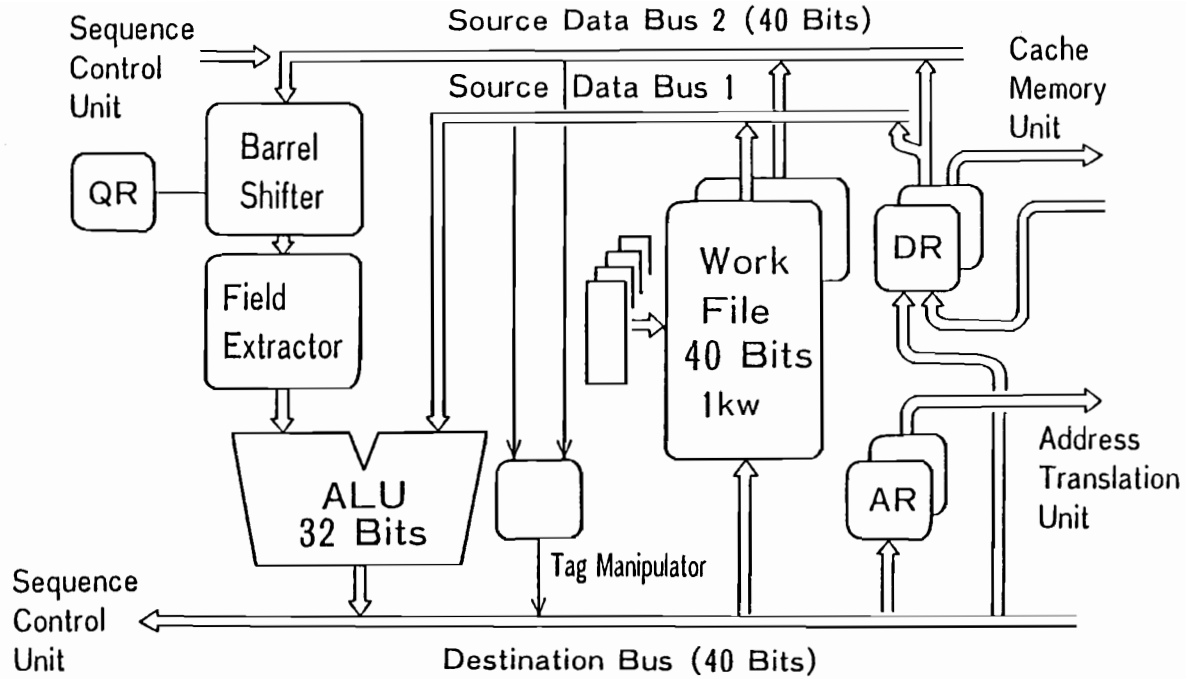 Source Data Bus 2 (40 Bits)
Sequence
Control
Unit
Cache
Memory
Unit
Source Data Bus 1
Barrel
Shifter
QR
DR
Work
File
40 Bits
1kw
Field
Extractor
ALU
32 Bits
AR
Address
Translation
Unit
Tag Manipulator
Sequence
Control
Unit
Destination Bus (40 Bits)